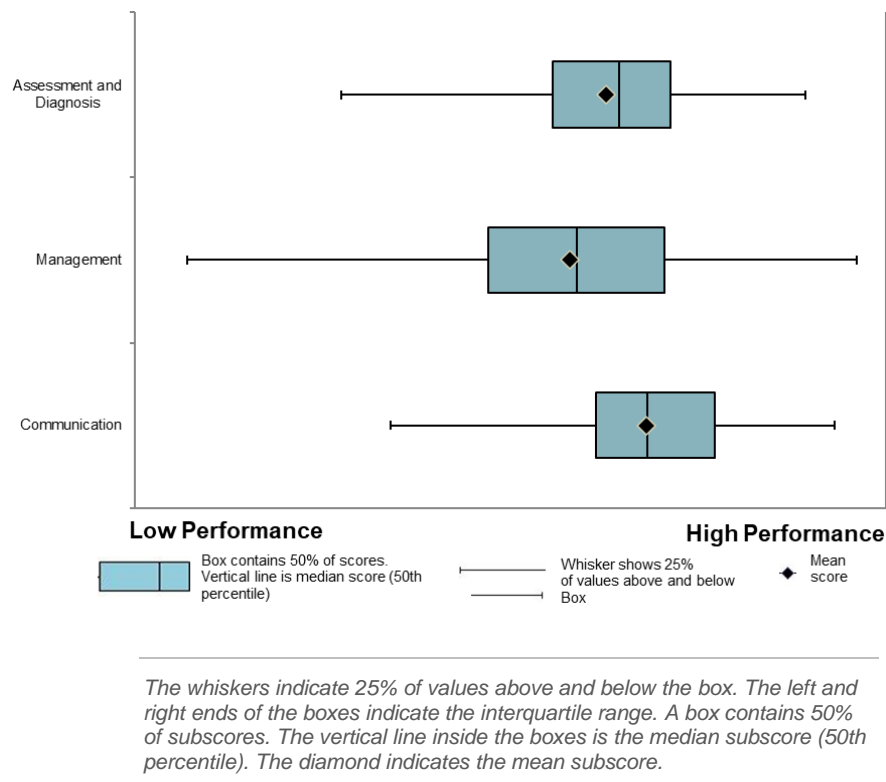 Assessment and
Diagnosis
Management
Communication
Low Performance
High Performance
Box contains 50% of scores.
Vertical line is median score (50th
percentile)
Whisker shows 25%
of values above and below
Box
Mean
score
The whiskers indicate 25% of values above and below the box. The left and
right ends of the boxes indicate the interquartile range. A box contains 50%
of subscores. The vertical line inside the boxes is the median subscore (50th
percentile). The diamond indicates the mean subscore.